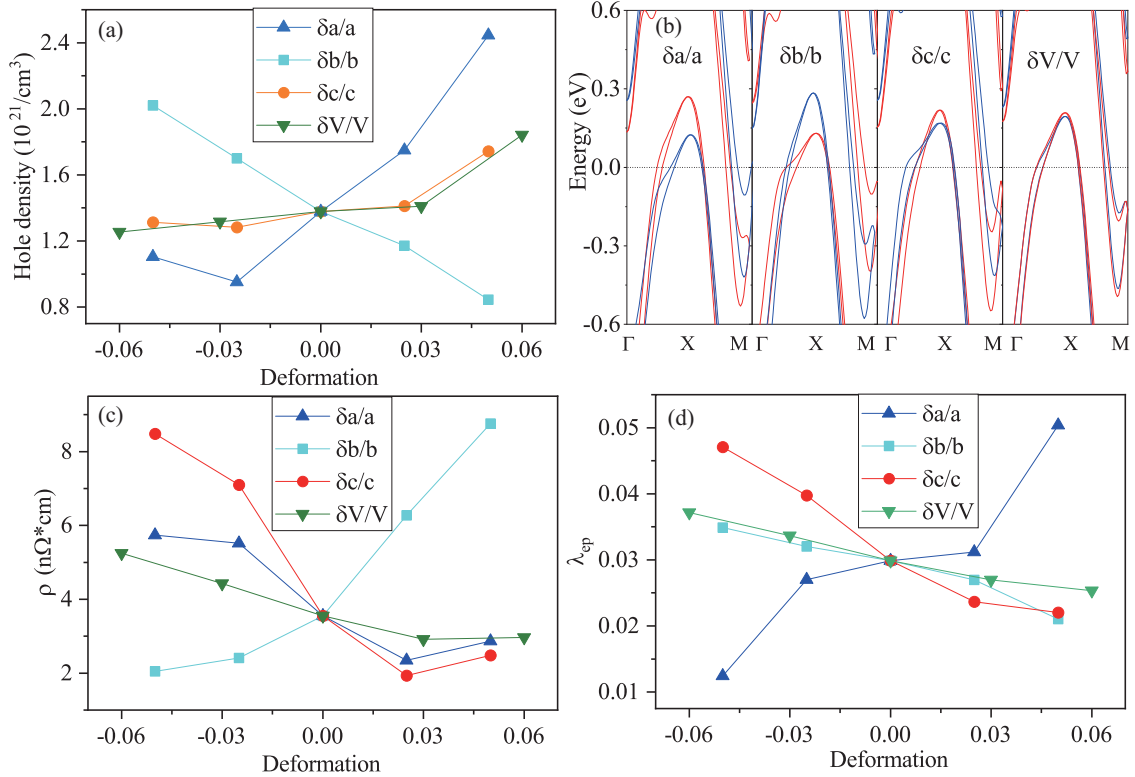 (a)
δa/a
δb/b
δc/c
δV/V
Hole density (10^21/cm^3)
2.4
2.0
1.6
1.2
0.8
-0.06 -0.03 0.00 0.03 0.06
Deformation
(b)
δa/a δb/b δc/c δV/V
Energy (eV)
0.6
0.3
0.0
-0.3
-0.6
Γ X M Γ X M Γ X M Γ X M
(c)
δa/a
δb/b
δc/c
δV/V
ρ (nΩ*cm)
8
6
4
2
-0.06 -0.03 0.00 0.03 0.06
Deformation
(d)
δa/a
δb/b
δc/c
δV/V
λep
0.05
0.04
0.03
0.02
0.01
-0.06 -0.03 0.00 0.03 0.06
Deformation